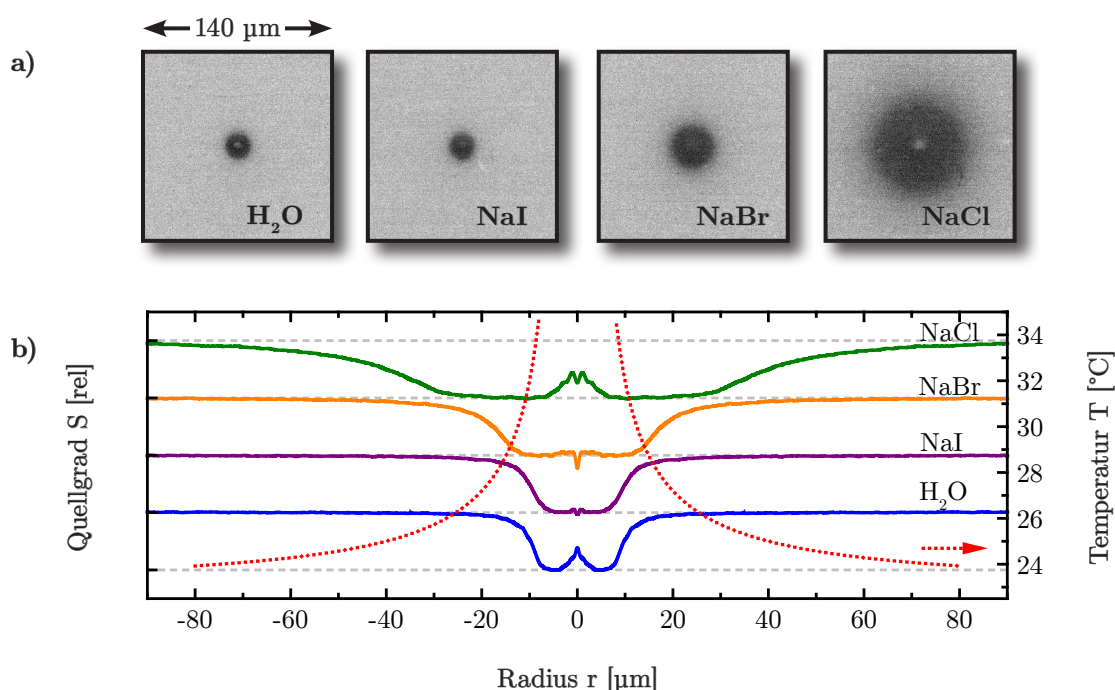 140 µm
a)
H₂O
NaI
NaBr
NaCl
b)
Quellgrad S [rel]
NaCl
NaBr
NaI
H₂O
34
32
30
28
26
24
Temperatur T [°C]
-80 -60 -40 -20 0 20 40 60 80
Radius r [µm]